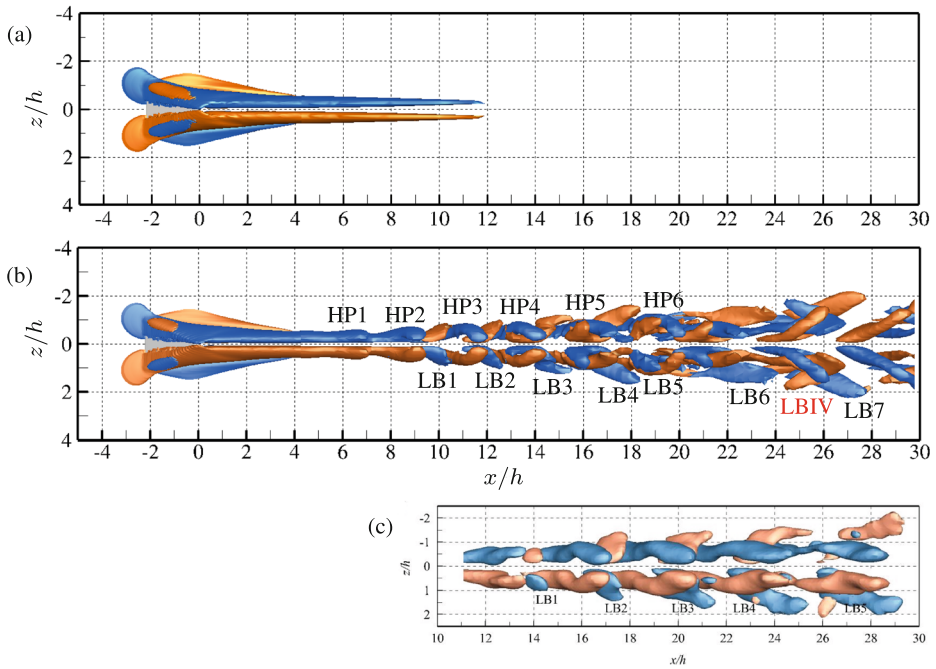 (a)
z/h
-4
-2
0
2
4
-4 -2 0 2 4 6 8 10 12 14 16 18 20 22 24 26 28 30
(b)
z/h
-4
-2
0
2
4
HP1 HP2 HP3 HP4 HP5 HP6
LB1 LB2 LB3 LB4 LB5 LB6 LBIV LB7
-4 -2 0 2 4 6 8 10 12 14 16 18 20 22 24 26 28 30
x/h
(c)
z/h
-2
-1
0
1
2
LB1 LB2 LB3 LB4 LB5
10 12 14 16 18 20 22 24 26 28 30
x/h